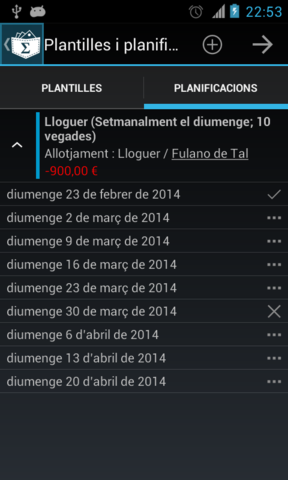 22:53
Σ
Plantilles i planifi...
PLANTILLES
PLANIFICACIONS
Lloguer (Setmanalment el diumenge; 10
vegades)
Allotjament : Lloguer / Fulano de Tal
-900,00 €
diumenge 23 de febrer de 2014
diumenge 2 de març de 2014
diumenge 9 de març de 2014
diumenge 16 de març de 2014
diumenge 23 de març de 2014
diumenge 30 de març de 2014
diumenge 6 d'abril de 2014
diumenge 13 d'abril de 2014
diumenge 20 d'abril de 2014